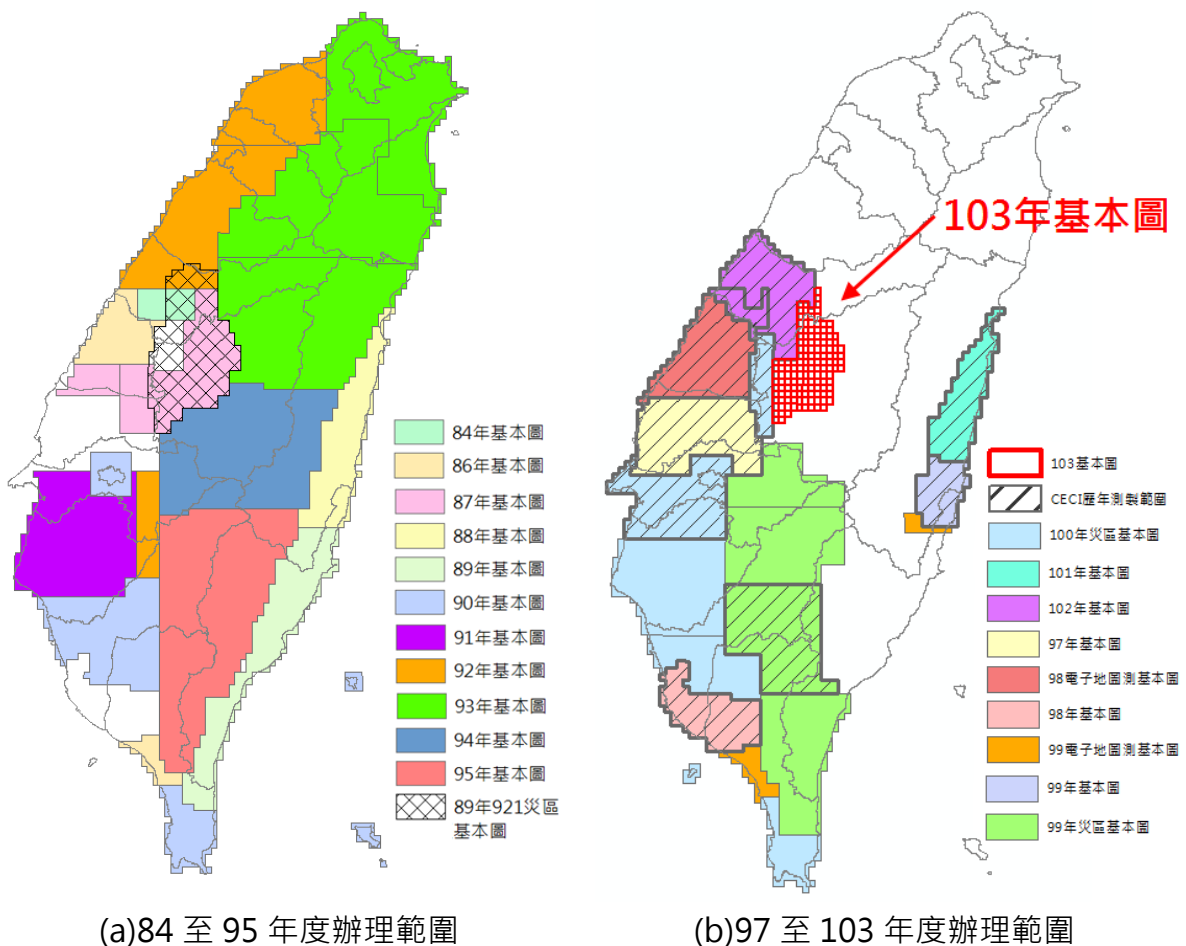 84年基本圖
86年基本圖
87年基本圖
88年基本圖
89年基本圖
90年基本圖
91年基本圖
92年基本圖
93年基本圖
94年基本圖
95年基本圖
89年921災區
基本圖
(a)84 至 95 年度辦理範圍
103年基本圖
103基本圖
CECI歷年測製範圍
100年災區基本圖
101年基本圖
102年基本圖
97年基本圖
98電子地圖測基本圖
98年基本圖
99電子地圖測基本圖
99年基本圖
99年災區基本圖
(b)97 至 103 年度辦理範圍